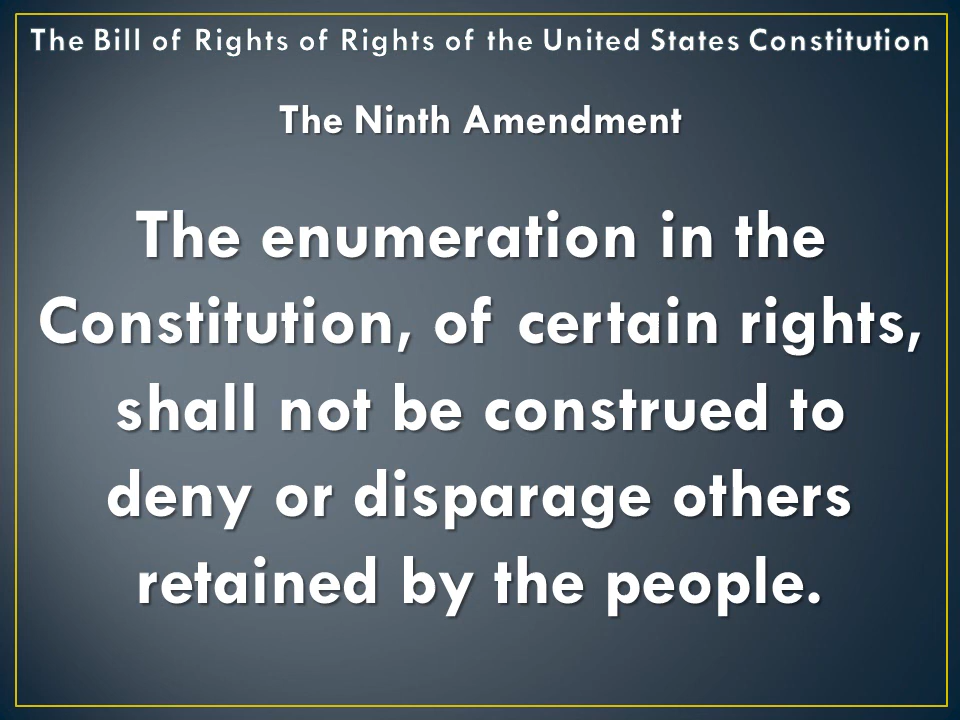 The Bill of Rights of Rights of the United States Constitution
The Ninth Amendment
The enumeration in the
Constitution, of certain rights,
shall not be construed to
deny or disparage others
retained by the people.